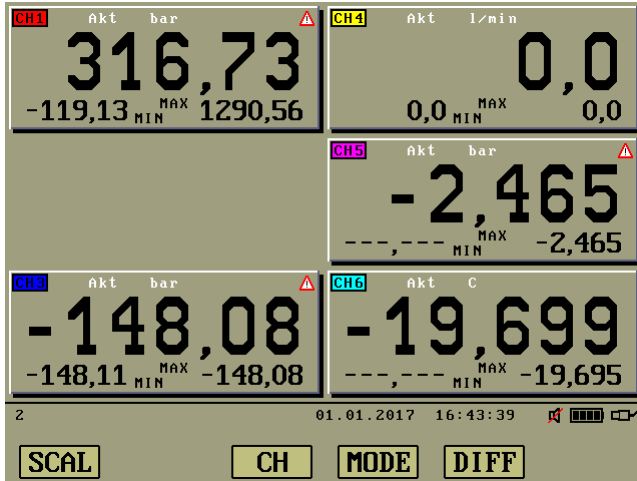 CH1 Akt bar
316,73
-119,13 MIN MAX 1290,56
CH4 Akt l/min
0,0
0,0 MIN MAX 0,0
CH5 Akt bar
-2,465
---,--- MIN MAX -2,465
CH3 Akt bar
-148,08
-148,11 MIN MAX -148,08
CH6 Akt C
-19,699
---,--- MIN MAX -19,695
2 01.01.2017 16:43:39
SCAL CH MODE DIFF